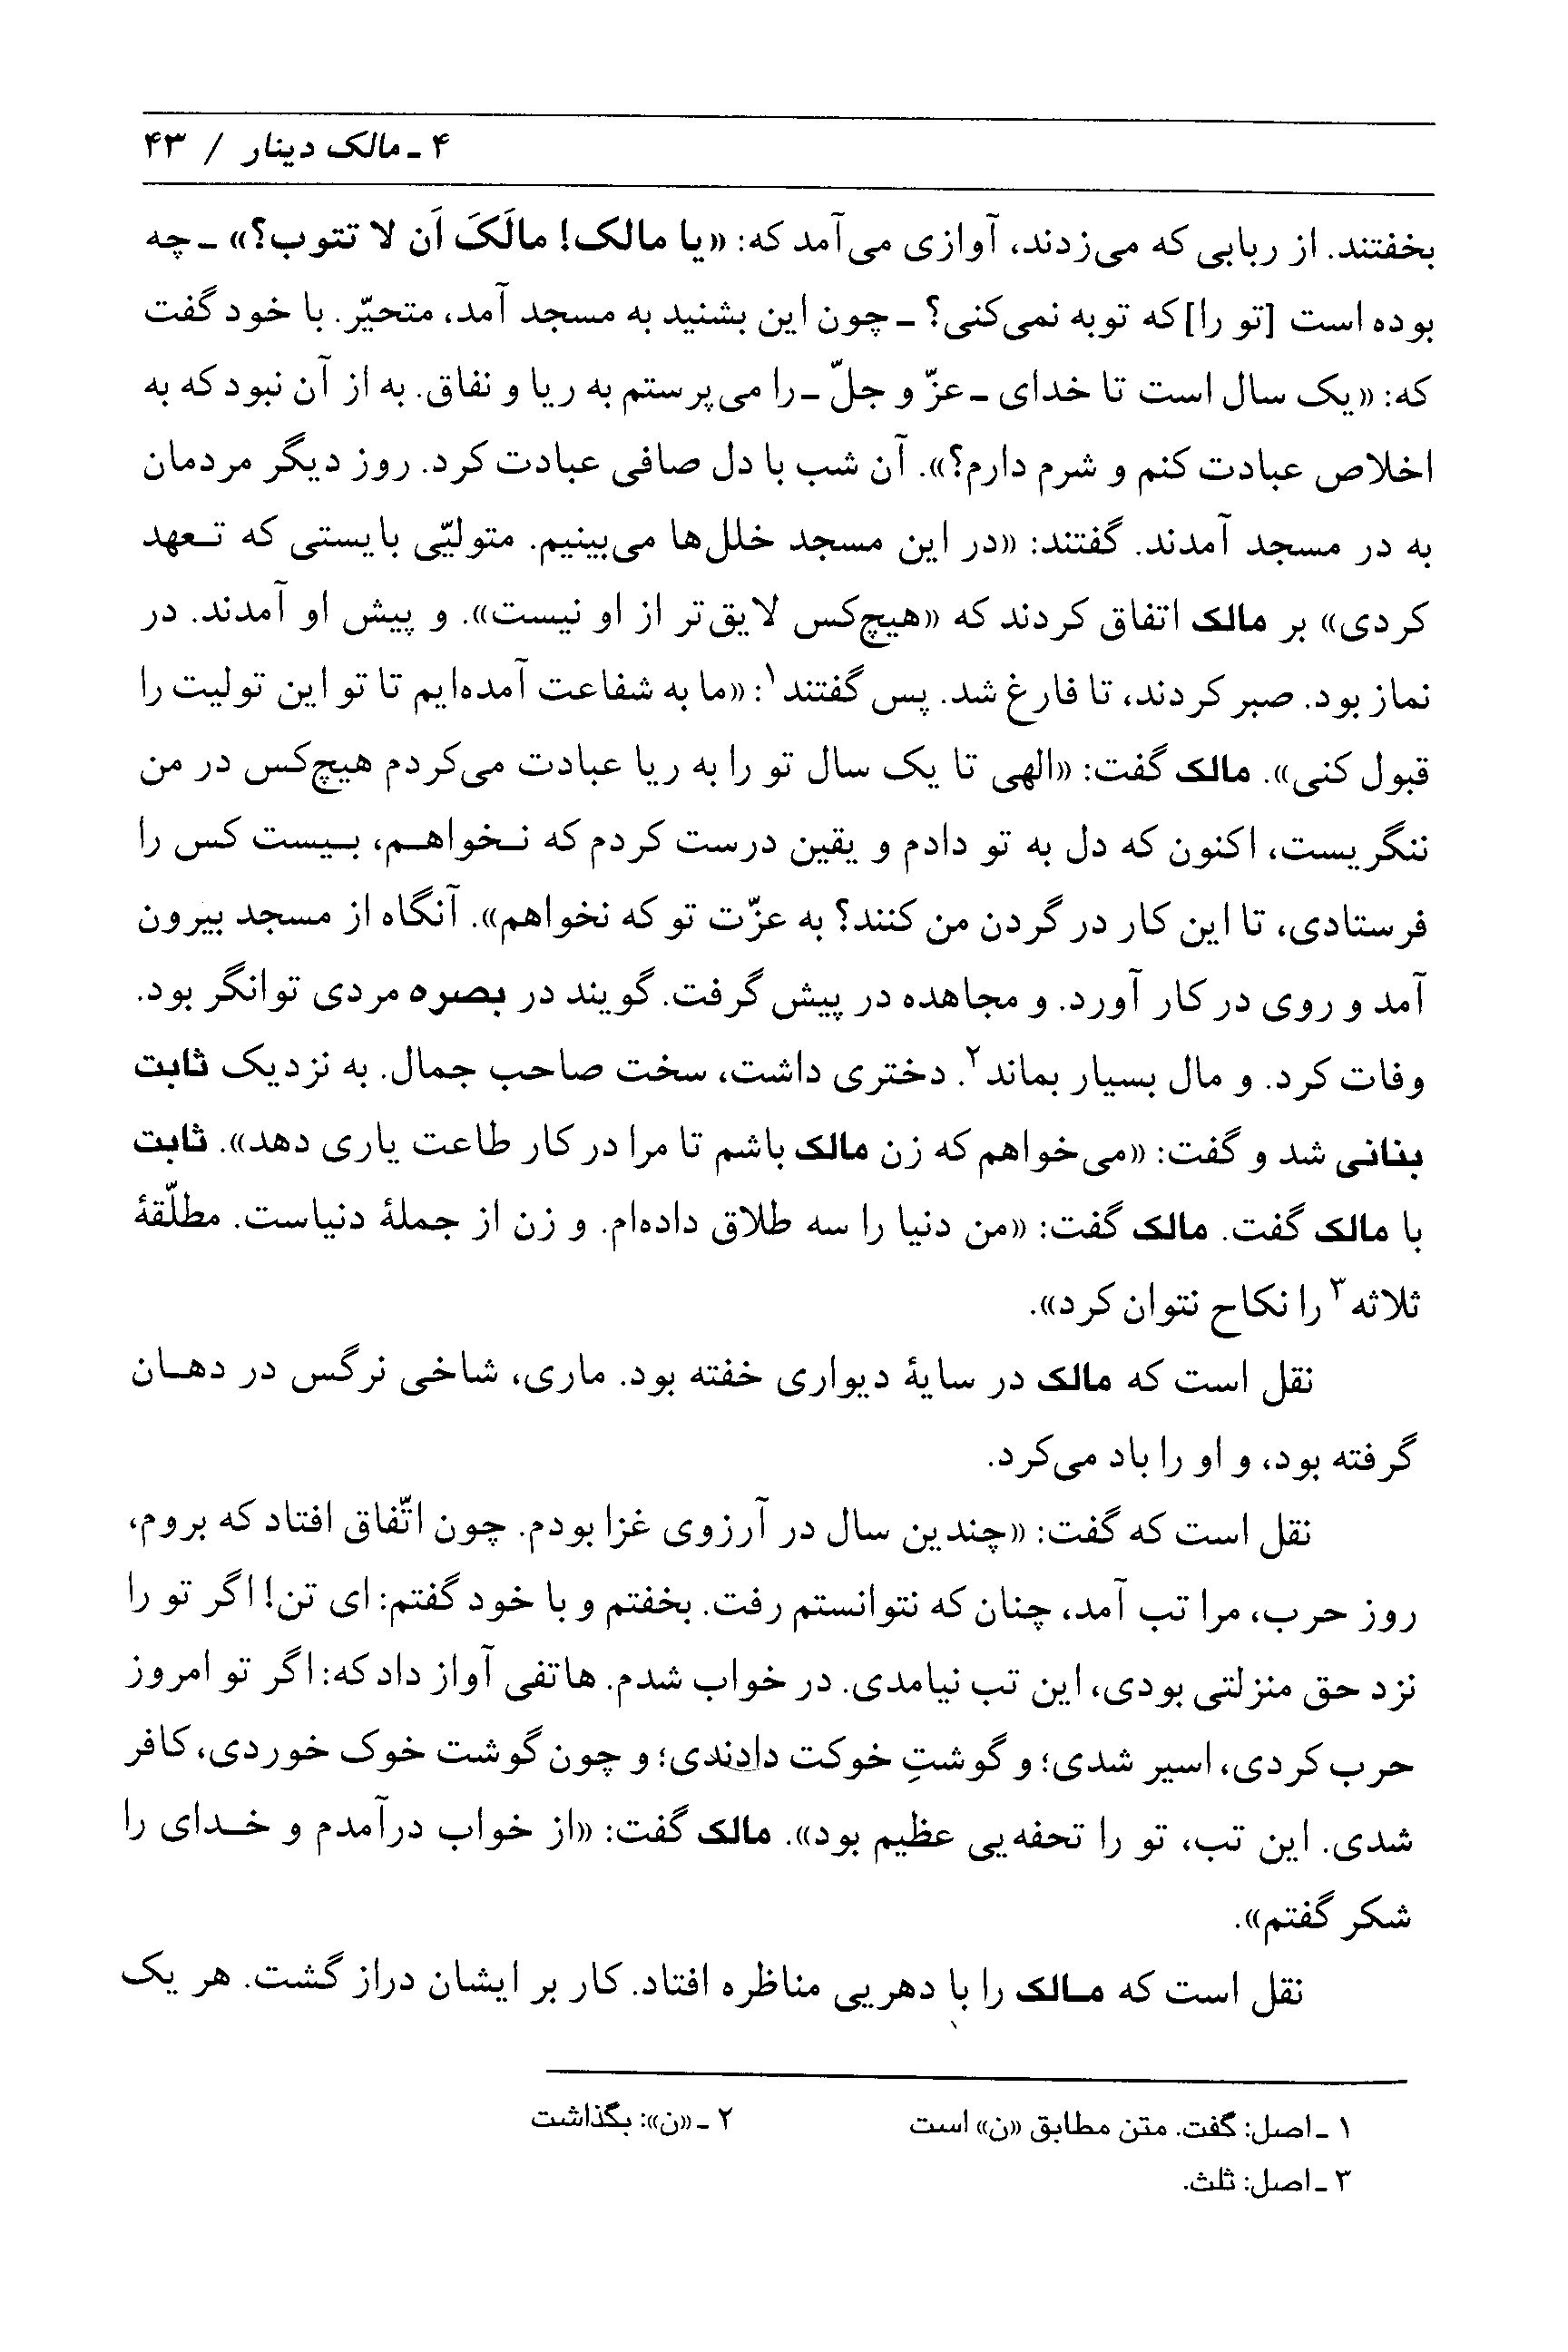 ۴ ـ مالک دینار / ۴۳
بخفتند. از ربابی که می‌زدند، آوازی می‌آمد که: «یا مالک! مالَکَ اَن لا تتوب؟» ـ چه
بوده است [تو را] که توبه نمی‌کنی؟ ـ چون این بشنید به مسجد آمد، متحیّر. با خود گفت
که: «یک سال است تا خدای ـ عزّ و جلّ ـ را می‌پرستم به ریا و نفاق. به از آن نبود که به
اخلاص عبادت کنم و شرم دارم؟». آن شب با دل صافی عبادت کرد. روز دیگر مردمان
به در مسجد آمدند. گفتند: «در این مسجد خلل‌ها می‌بینیم. متولیّی بایستی که تـعهد
کردی» بر مالک اتفاق کردند که «هیچ‌کس لایق‌تر از او نیست». و پیش او آمدند. در
نماز بود. صبر کردند، تا فارغ شد. پس گفتند۱: «ما به شفاعت آمده‌ایم تا تو این تولیت را
قبول کنی». مالک گفت: «الهی تا یک سال تو را به ریا عبادت می‌کردم هیچ‌کس در من
ننگریست، اکنون که دل به تو دادم و یقین درست کردم که نـخواهـم، بـیست کس را
فرستادی، تا این کار در گردن من کنند؟ به عزّت تو که نخواهم». آنگاه از مسجد بیرون
آمد و روی در کار آورد. و مجاهده در پیش گرفت. گویند در بصره مردی توانگر بود.
وفات کرد. و مال بسیار بماند۲. دختری داشت، سخت صاحب جمال. به نزدیک ثابت
بنانی شد و گفت: «می‌خواهم که زن مالک باشم تا مرا در کار طاعت یاری دهد». ثابت
با مالک گفت. مالک گفت: «من دنیا را سه طلاق داده‌ام. و زن از جملهٔ دنیاست. مطلّقهٔ
ثلاثه۳ را نکاح نتوان کرد».
نقل است که مالک در سایهٔ دیواری خفته بود. ماری، شاخی نرگس در دهـان
گرفته بود، و او را باد می‌کرد.
نقل است که گفت: «چندین سال در آرزوی غزا بودم. چون اتّفاق افتاد که بروم،
روز حرب، مرا تب آمد، چنان که نتوانستم رفت. بخفتم و با خود گفتم: ای تن! اگر تو را
نزد حق منزلتی بودی، این تب نیامدی. در خواب شدم. هاتفی آواز داد که: اگر تو امروز
حرب کردی، اسیر شدی؛ و گوشتِ خوکت دادندی؛ و چون گوشت خوک خوردی، کافر
شدی. این تب، تو را تحفه‌یی عظیم بود». مالک گفت: «از خواب درآمدم و خـدای را
شکر گفتم».
نقل است که مـالک را با دهریی مناظره افتاد. کار بر ایشان دراز گشت. هر یک
۱ ـ اصل: گفت. متن مطابق «ن» است ۲ ـ «ن»: بگذاشت
۳ ـ اصل: ثلث.